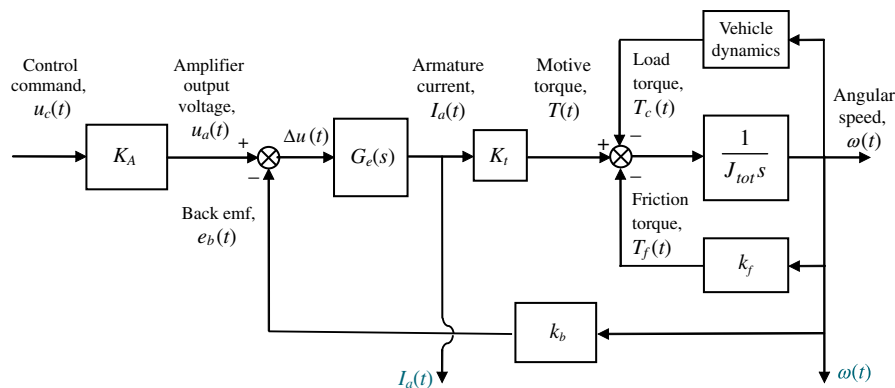 Vehicle
dynamics
Control
command,
u_c(t)
Amplifier
output
voltage,
u_a(t)
Armature
current,
I_a(t)
Motive
torque,
T(t)
Load
torque,
T_c(t)
Angular
speed,
ω(t)
K_A
+
−
Δu(t)
G_e(s)
K_t
+
−
−
1
J_tot s
Back emf,
e_b(t)
Friction
torque,
T_f(t)
k_f
k_b
I_a(t)
ω(t)